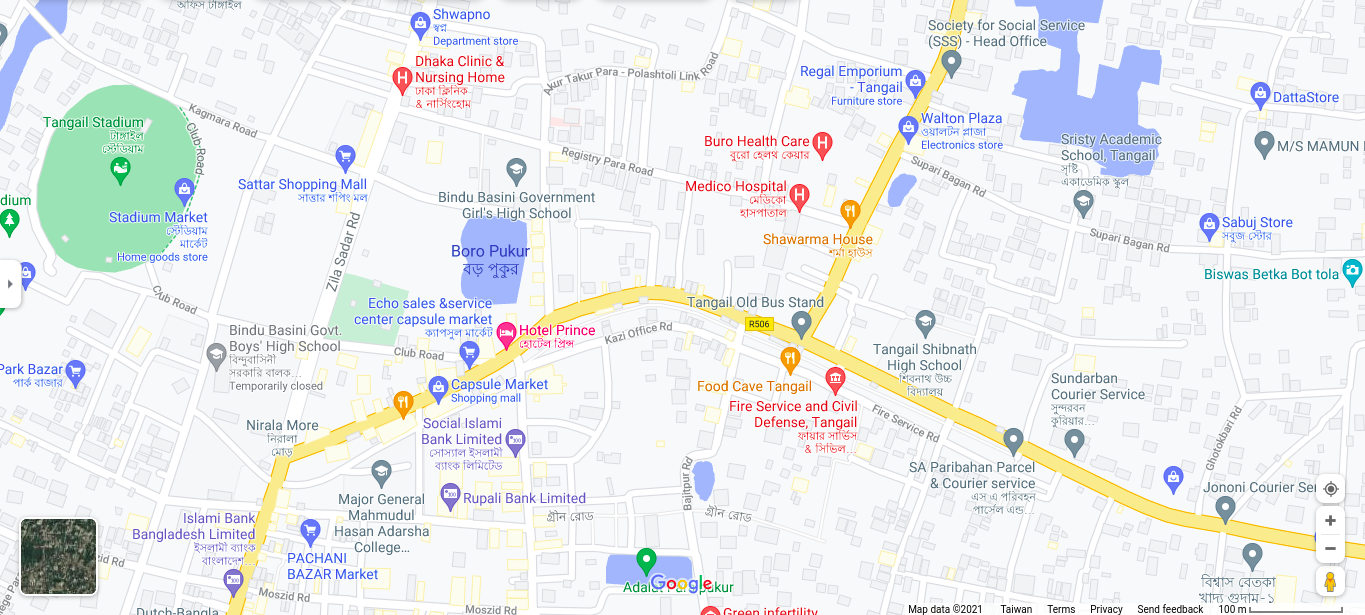 অফিস টাঙ্গাইল
Shwapno
স্বপ্ন
Department store
Society for Social Service
(SSS) - Head Office
Dhaka Clinic &
Nursing Home
ঢাকা ক্লিনিক
& নার্সিংহোম
Akur Takur Para - Polashtoli Link Road
Regal Emporium
- Tangail
Furniture store
DattaStore
Kagmara Road
Club Road
Tangail Stadium
টাঙ্গাইল
স্টেডিয়াম
Walton Plaza
ওয়ালটন প্লাজা
Electronics store
Buro Health Care
বুরো হেলথ কেয়ার
Sristy Academic
School, Tangail
সৃষ্টি
একাডেমিক স্কুল
M/S MAMUN
Registry Para Road
Supari Bagan Rd
Sattar Shopping Mall
সাত্তার শপিং মল
Bindu Basini Government
Girl's High School
Medico Hospital
মেডিকো
হাসপাতাল
dium
Stadium Market
স্টেডিয়াম
মার্কেট
Home goods store
Zila Sadar Rd
Boro Pukur
বড় পুকুর
Shawarma House
শর্মা হাউস
Sabuj Store
সবুজ স্টোর
Supari Bagan Rd
Biswas Betka Bot tola
Club Road
Echo sales &service
center capsule market
ক্যাপসুল মার্কেট
Tangail Old Bus Stand
R506
Hotel Prince
হোটেল প্রিন্স
Kazi Office Rd
Bindu Basini Govt.
Boys' High School
বিন্দুবাসিনী
সরকারি বালক...
Temporarily closed
Club Road
Tangail Shibnath
High School
শিবনাথ উচ্চ
বিদ্যালয়
Park Bazar
পার্ক বাজার
Capsule Market
Shopping mall
Food Cave Tangail
Fire Service and Civil
Defense, Tangail
ফায়ার সার্ভিস
& সিভিল...
Fire Service Rd
Sundarban
Courier Service
সুন্দরবন
কুরিয়ার...
Nirala More
নিরালা
মোড়
Social Islami
Bank Limited
সোস্যাল ইসলামী
ব্যাংক লিমিটেড
Ghotokbari Rd
SA Paribahan Parcel
& Courier service
এস এ পরিবহন
পার্সেল এন্ড...
Bajitpur Rd
Jononi Courier Ser
Major General
Mahmudul
Hasan Adarsha
College...
Rupali Bank Limited
গ্রীন রোড
গ্রীন রোড
Islami Bank
Bangladesh Limited
ইসলামী ব্যাংক
বাংলাদেশ...
PACHANI
BAZAR Market
Moszid Rd
Moszid Rd
Dutch-Bangla
Google
Green infertility
বিশ্বাস বেতকা
খাদ্য গুদাম-১
Map data ©2021 Taiwan Terms Privacy Send feedback 100 m